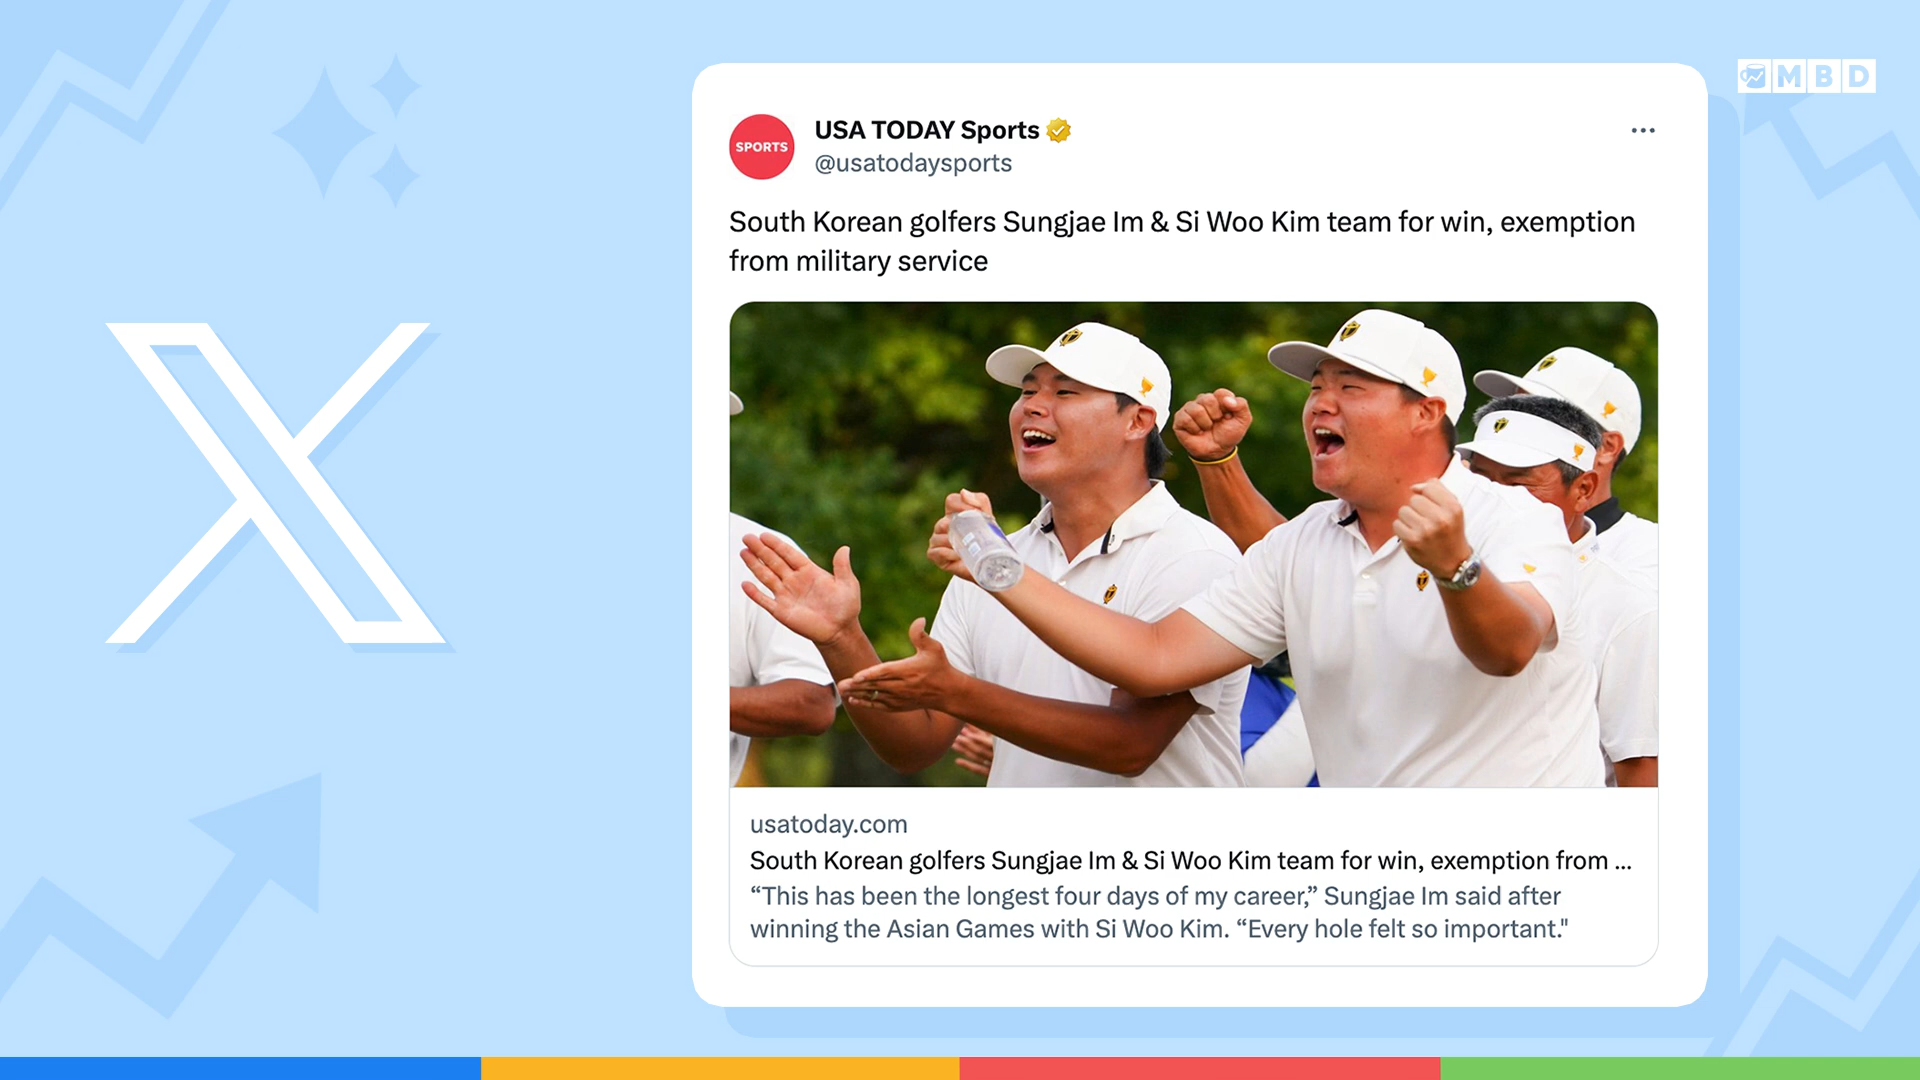 MBD
SPORTS
USA TODAY Sports
@usatodaysports
South Korean golfers Sungjae Im & Si Woo Kim team for win, exemption
from military service
usatoday.com
South Korean golfers Sungjae Im & Si Woo Kim team for win, exemption from ...
“This has been the longest four days of my career,” Sungjae Im said after
winning the Asian Games with Si Woo Kim. “Every hole felt so important."